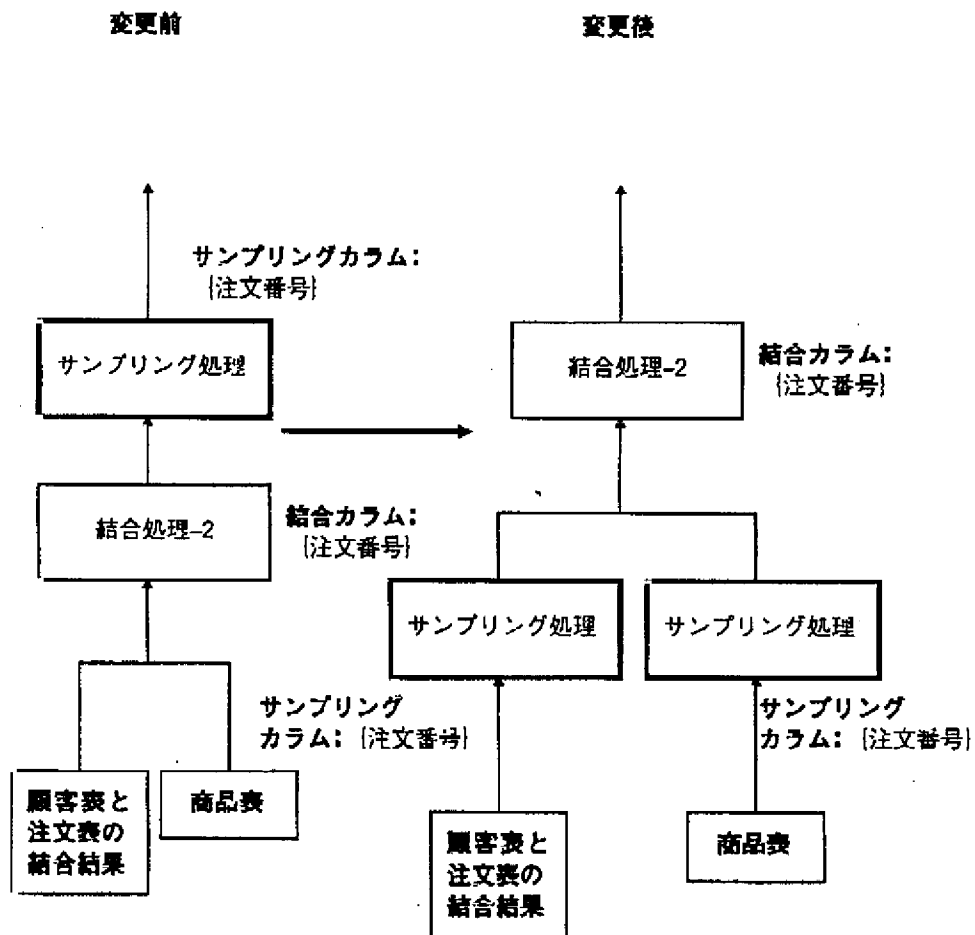 変更前
変更後
サンプリングカラム：
{注文番号}
サンプリング処理
結合処理-2
結合カラム：
{注文番号}
結合処理-2
結合カラム：
{注文番号}
サンプリング処理
サンプリング処理
サンプリング
カラム： {注文番号}
サンプリング
カラム： {注文番号}
顧客表と
注文表の
結合結果
商品表
顧客表と
注文表の
結合結果
商品表